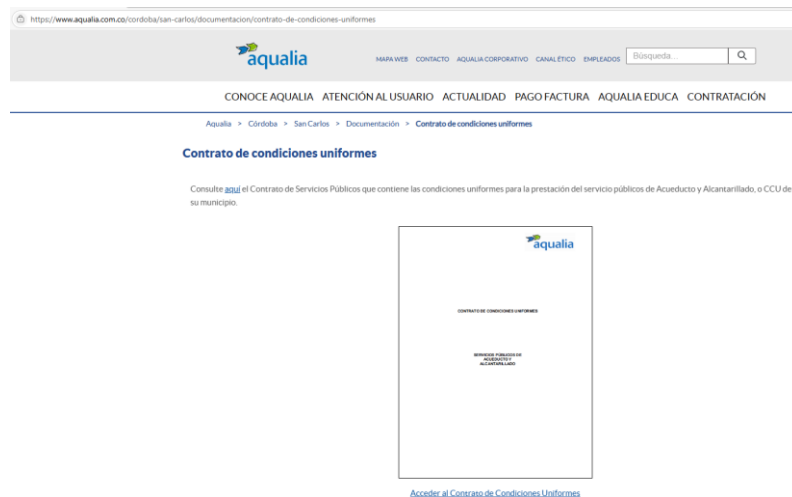 https://www.aqualia.com.co/cordoba/san-carlos/documentacion/contrato-de-condiciones-uniformes
aqualia
MAPA WEB CONTACTO AQUALIA CORPORATIVO CANAL ÉTICO EMPLEADOS Búsqueda...
CONOCE AQUALIA ATENCIÓN AL USUARIO ACTUALIDAD PAGO FACTURA AQUALIA EDUCA CONTRATACIÓN
Aqualia > Córdoba > San Carlos > Documentación > Contrato de condiciones uniformes
Contrato de condiciones uniformes
Consulte aquí el Contrato de Servicios Públicos que contiene las condiciones uniformes para la prestación del servicio públicos de Acueducto y Alcantarillado, o CCU de
su municipio.
aqualia
CONTRATO DE CONDICIONES UNIFORMES
SERVICIOS PÚBLICOS DE
ACUEDUCTO Y
ALCANTARILLADO
Acceder al Contraso de Condiciones Uniformes